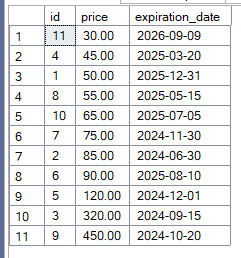 id price expiration_date
1 11 30.00 2026-09-09
2 4 45.00 2025-03-20
3 1 50.00 2025-12-31
4 8 55.00 2025-05-15
5 10 65.00 2025-07-05
6 7 75.00 2024-11-30
7 2 85.00 2024-06-30
8 6 90.00 2025-08-10
9 5 120.00 2024-12-01
10 3 320.00 2024-09-15
11 9 450.00 2024-10-20